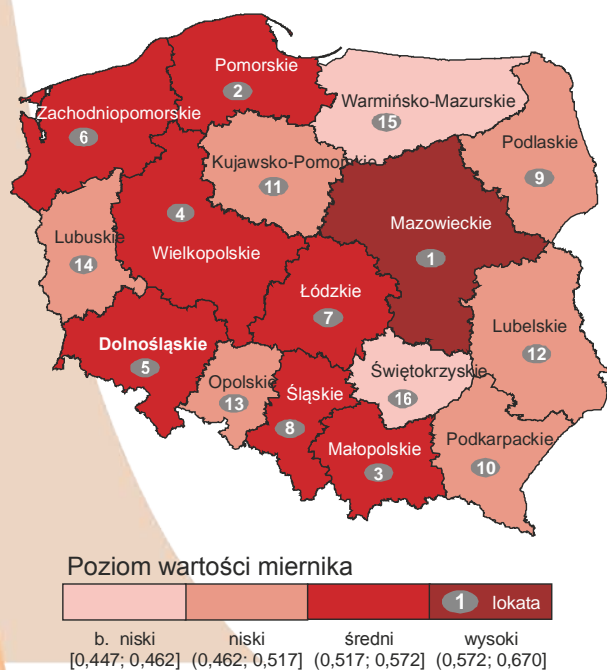 Pomorskie
2
Zachodniopomorskie
6
Warmińsko-Mazurskie
15
Podlaskie
9
Kujawsko-Pomorskie
11
Mazowieckie
1
4
Wielkopolskie
Lubuskie
14
Łódzkie
7
Lubelskie
12
Dolnośląskie
5
Opolskie
13
Śląskie
8
Świętokrzyskie
16
Małopolskie
3
Podkarpackie
10
Poziom wartości miernika
1 lokata
b. niski niski średni wysoki
[0,447; 0,462] (0,462; 0,517] (0,517; 0,572] (0,572; 0,670]